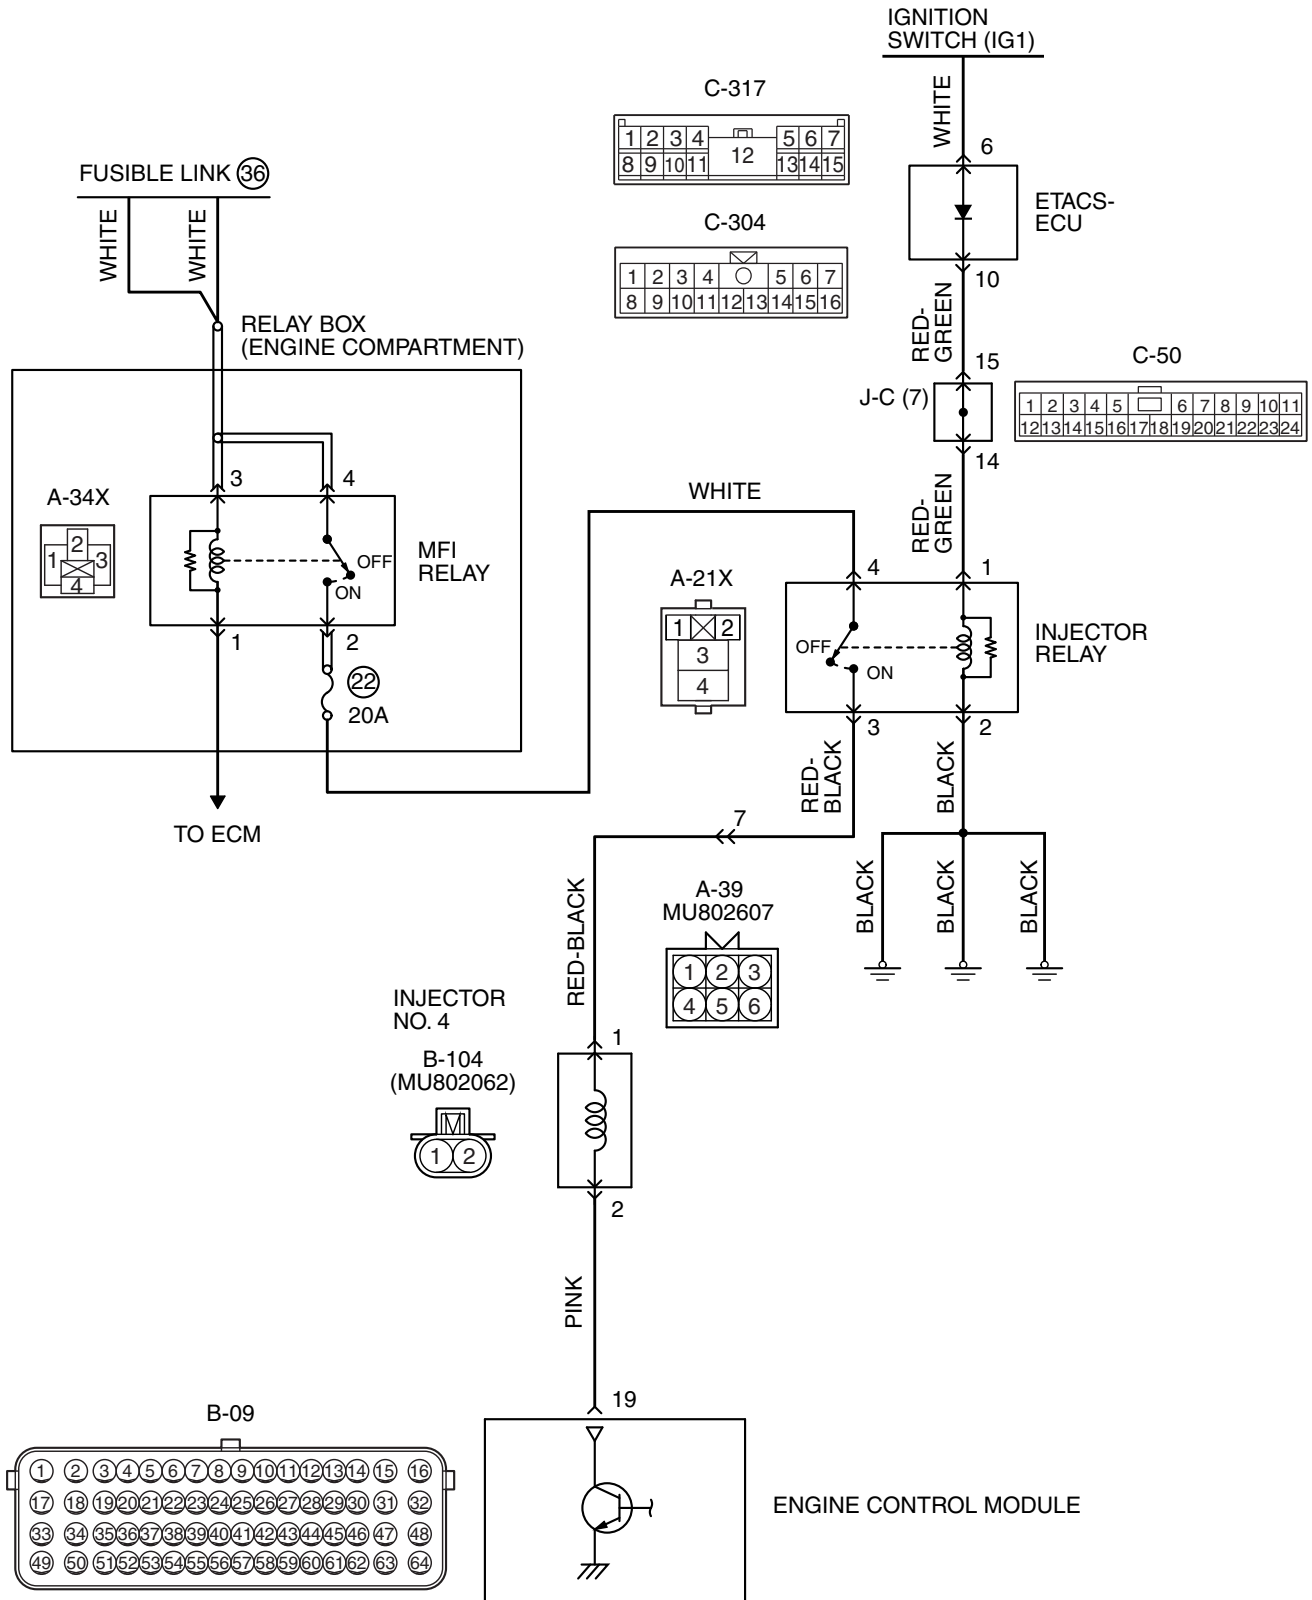 IGNITION
SWITCH (IG1)
WHITE
6
ETACS-
ECU
10
RED-
GREEN
15
J-C (7)
14
RED-
GREEN
C-317
1 2 3 4 5 6 7
8 9 10 11 12 13 14 15
C-304
1 2 3 4 5 6 7
8 9 10 11 12 13 14 15 16
C-50
1 2 3 4 5 6 7 8 9 10 11
12 13 14 15 16 17 18 19 20 21 22 23 24
FUSIBLE LINK 36
WHITE
WHITE
RELAY BOX
(ENGINE COMPARTMENT)
3
4
A-34X
2
1 3
4
OFF
ON
MFI
RELAY
1
2
22
20A
TO ECM
WHITE
A-21X
1 2
3
4
4
1
OFF
ON
INJECTOR
RELAY
3
2
RED-
BLACK
BLACK
BLACK
BLACK
BLACK
7
RED-BLACK
A-39
MU802607
1 2 3
4 5 6
INJECTOR
NO. 4
B-104
(MU802062)
1 2
1
2
PINK
19
B-09
1 2 3 4 5 6 7 8 9 10 11 12 13 14 15 16
17 18 19 20 21 22 23 24 25 26 27 28 29 30 31 32
33 34 35 36 37 38 39 40 41 42 43 44 45 46 47 48
49 50 51 52 53 54 55 56 57 58 59 60 61 62 63 64
ENGINE CONTROL MODULE